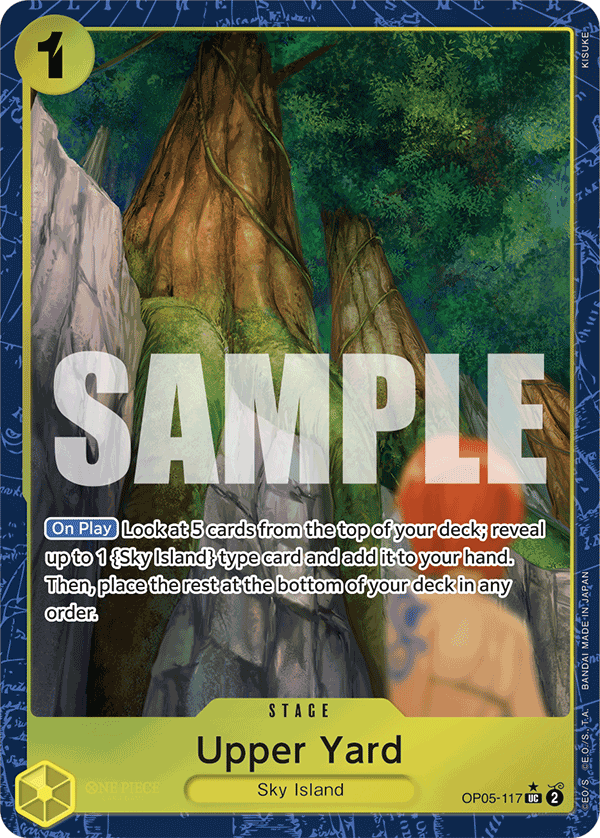 1
KISUKE
SAMPLE
On Play Look at 5 cards from the top of your deck; reveal
up to 1 {Sky Island} type card and add it to your hand.
Then, place the rest at the bottom of your deck in any
order.
©E.O./S. ©E.O./S.,T.A. BANDAI MADE IN JAPAN
STAGE
Upper Yard
ONE PIECE
Sky Island
OP05-117 UC 2